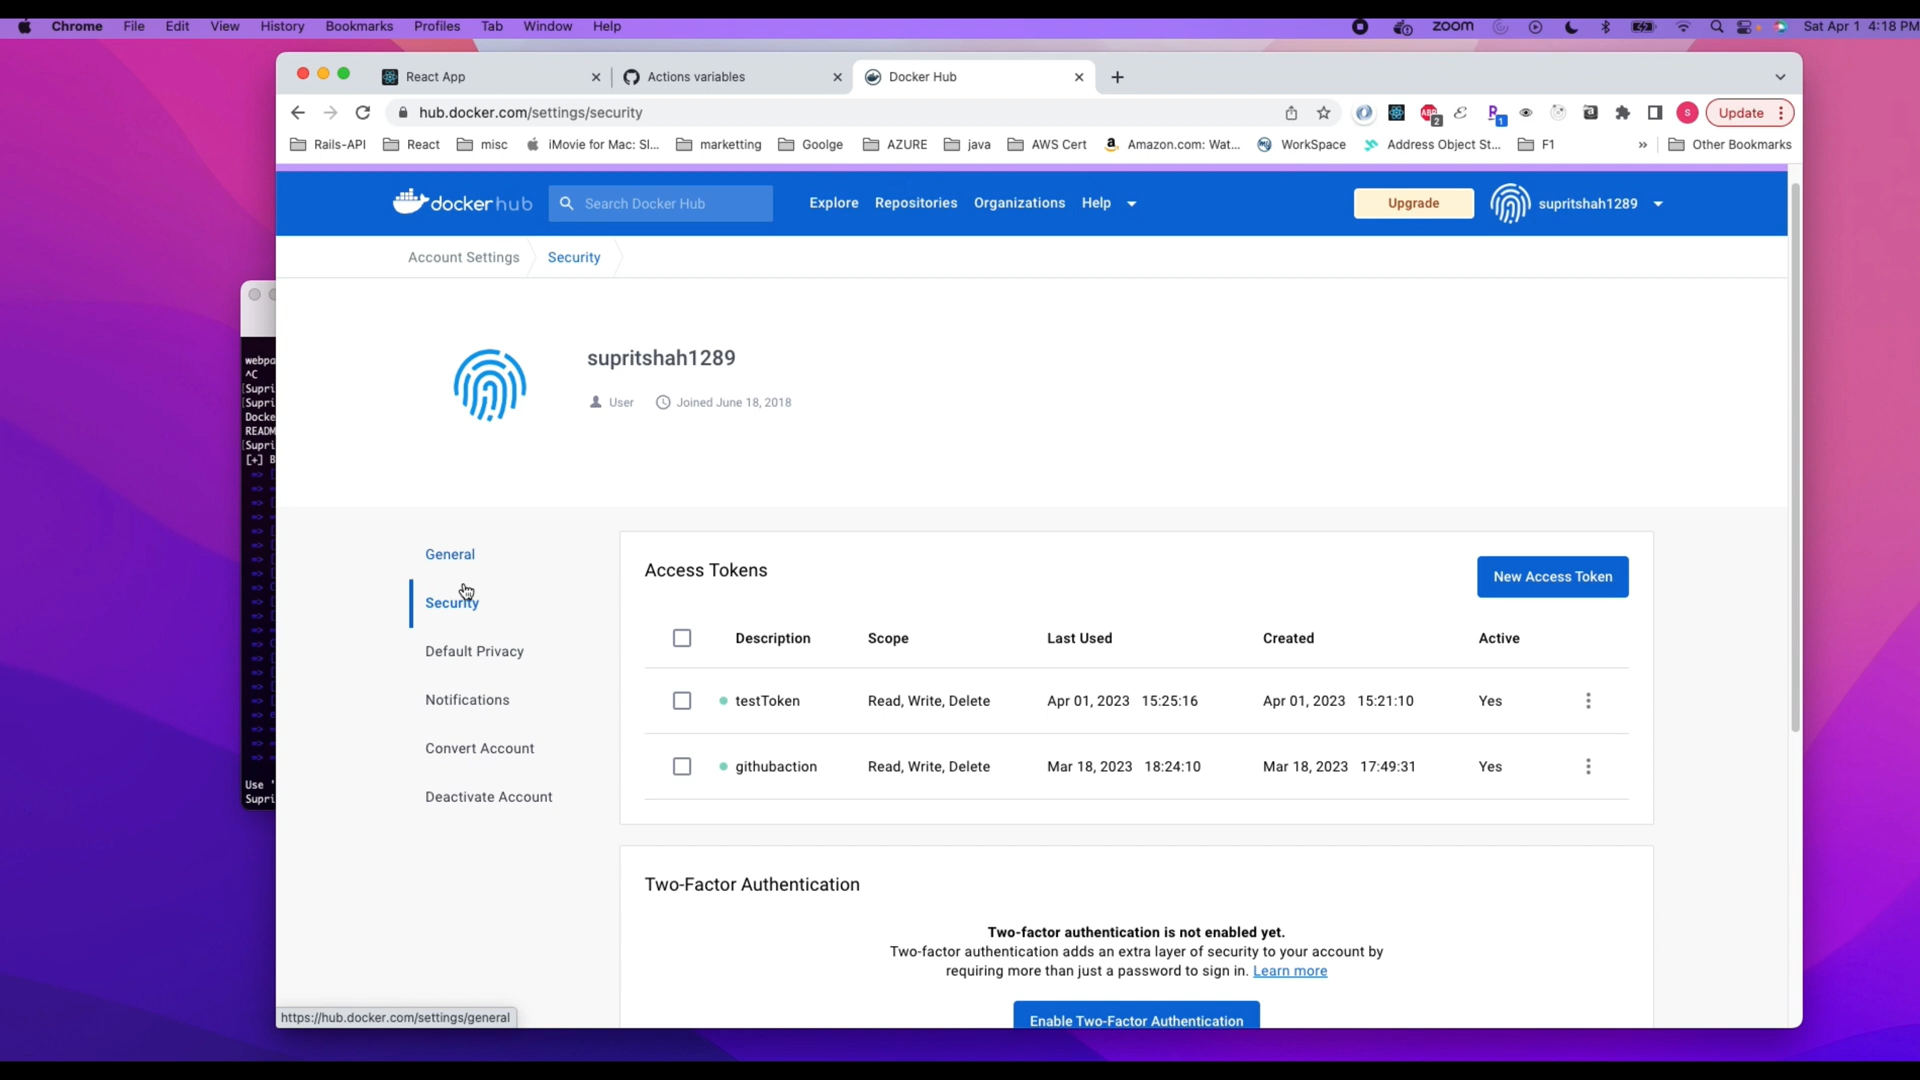 Chrome File Edit View History Bookmarks Profiles Tab Window Help zoom Sat Apr 1 4:18 PM
React App Actions variables Docker Hub
hub.docker.com/settings/security ABP 2 1 S Update
Rails-API React misc iMovie for Mac: Sl... marketting Goolge AZURE java AWS Cert Amazon.com: Wat... WorkSpace Address Object St... F1 » Other Bookmarks
dockerhub Search Docker Hub Explore Repositories Organizations Help Upgrade supritshah1289
Account Settings Security
supritshah1289
User Joined June 18, 2018
webpa
^C
[Supri
[Supri
Docke
READM
[Supri
[+] B
Use '
Supri
General
Security
Default Privacy
Notifications
Convert Account
Deactivate Account
Access Tokens New Access Token
Description Scope Last Used Created Active
testToken Read, Write, Delete Apr 01, 2023 15:25:16 Apr 01, 2023 15:21:10 Yes
githubaction Read, Write, Delete Mar 18, 2023 18:24:10 Mar 18, 2023 17:49:31 Yes
Two-Factor Authentication
Two-factor authentication is not enabled yet.
Two-factor authentication adds an extra layer of security to your account by
requiring more than just a password to sign in. Learn more
Enable Two-Factor Authentication
https://hub.docker.com/settings/general